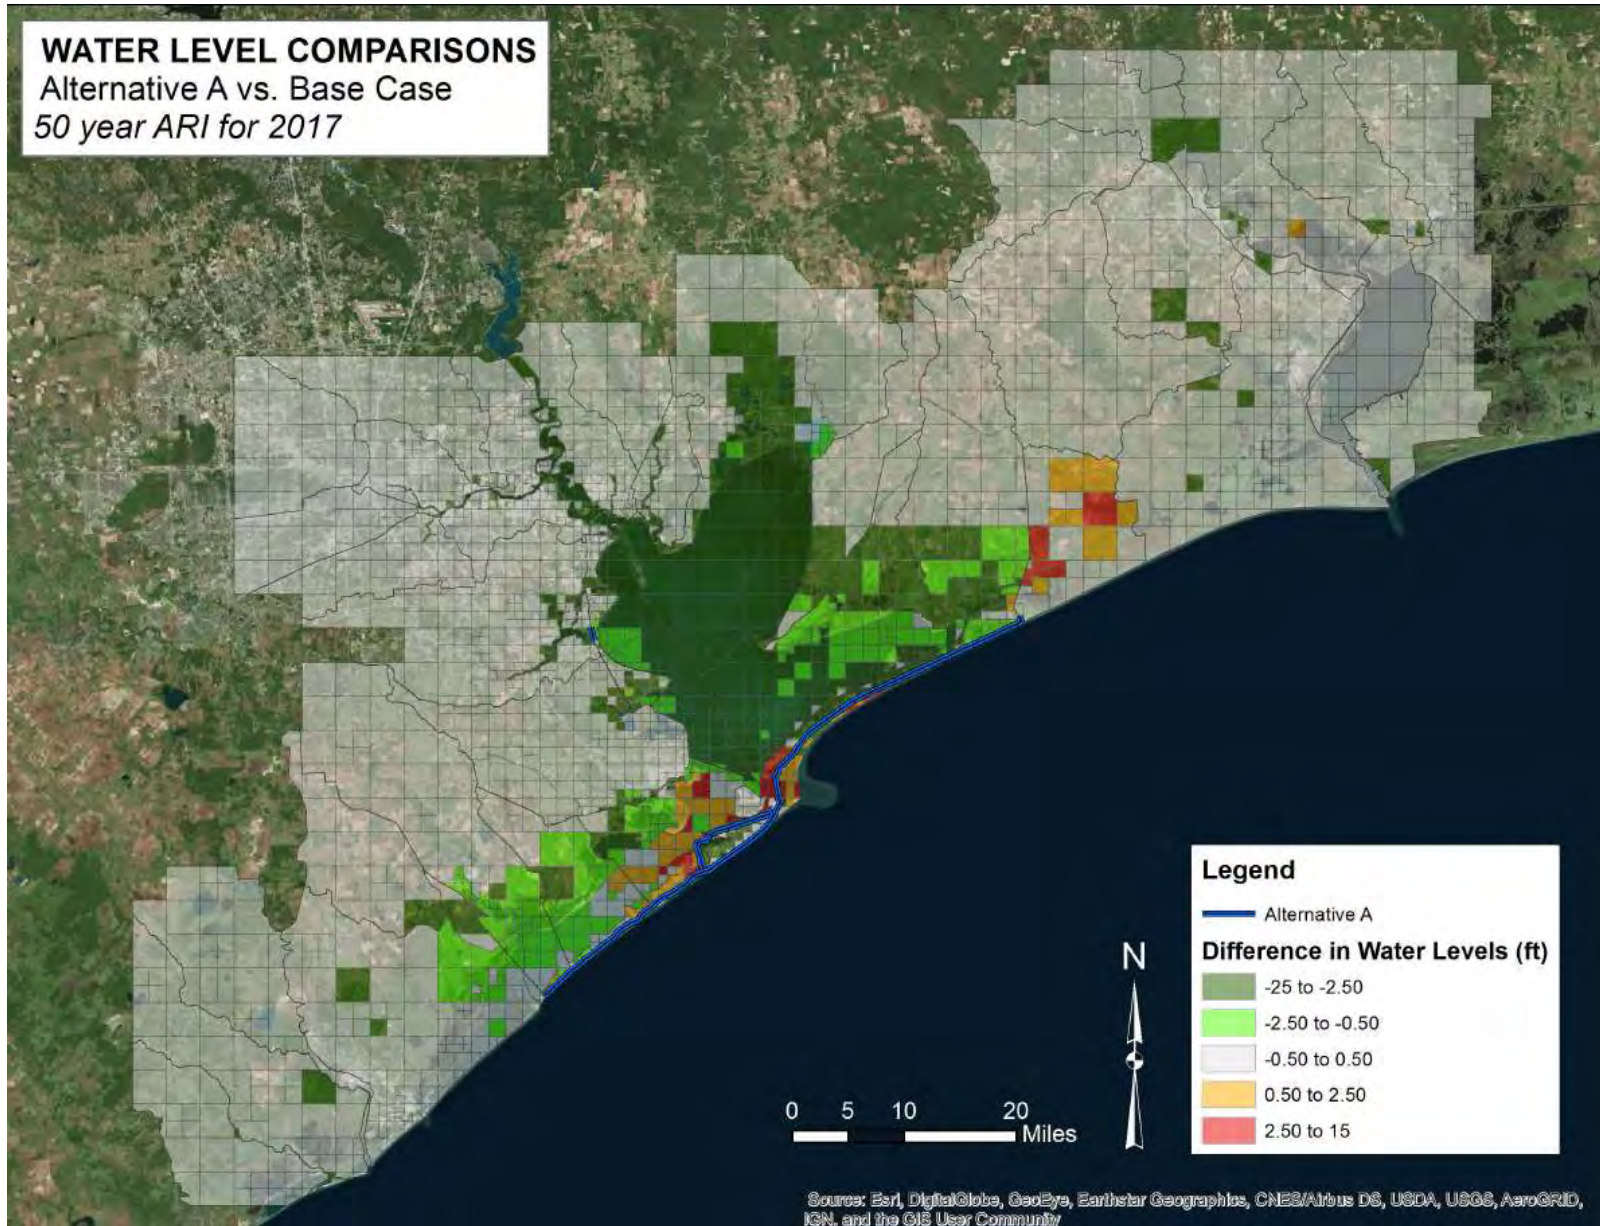 WATER LEVEL COMPARISONS
Alternative A vs. Base Case
50 year ARI for 2017
Legend
Alternative A
Difference in Water Levels (ft)
-25 to -2.50
-2.50 to -0.50
-0.50 to 0.50
0.50 to 2.50
2.50 to 15
N
0 5 10 20
Miles
Source: Esri, DigitalGlobe, GeoEye, Earthstar Geographics, CNES/Airbus DS, USDA, USGS, AeroGRID,
IGN, and the GIS User Community